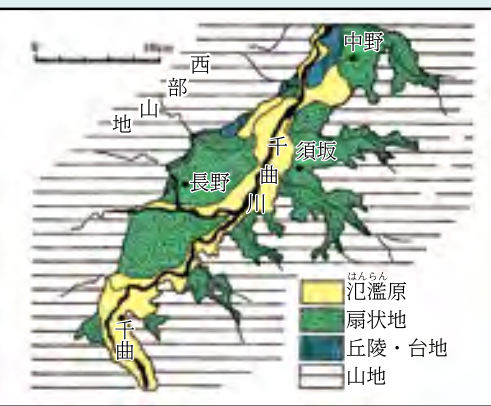 0 10km
中野
西部山地
千曲川
須坂
長野
千曲
はんらん
氾濫原
扇状地
丘陵・台地
山地